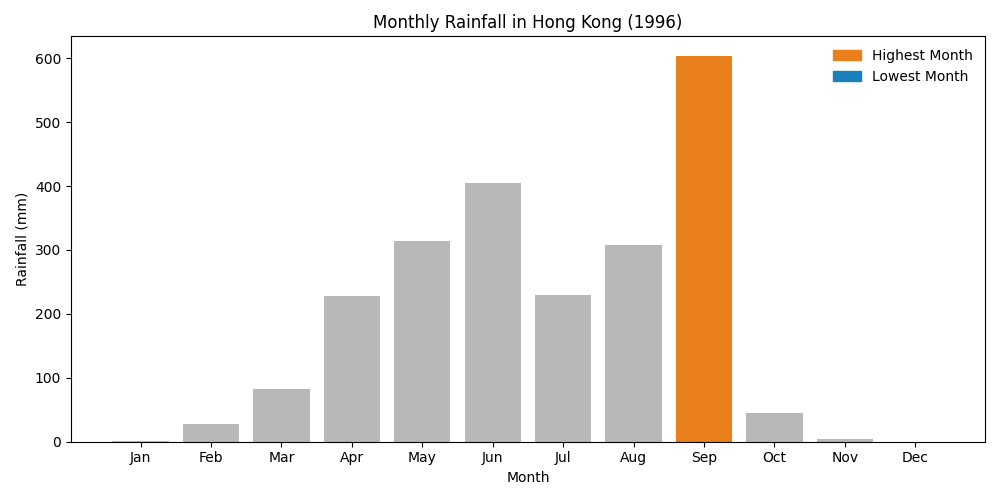 Monthly Rainfall in Hong Kong (1996)
Highest Month
Lowest Month
Rainfall (mm)
600
500
400
300
200
100
0
Jan Feb Mar Apr May Jun Jul Aug Sep Oct Nov Dec
Month